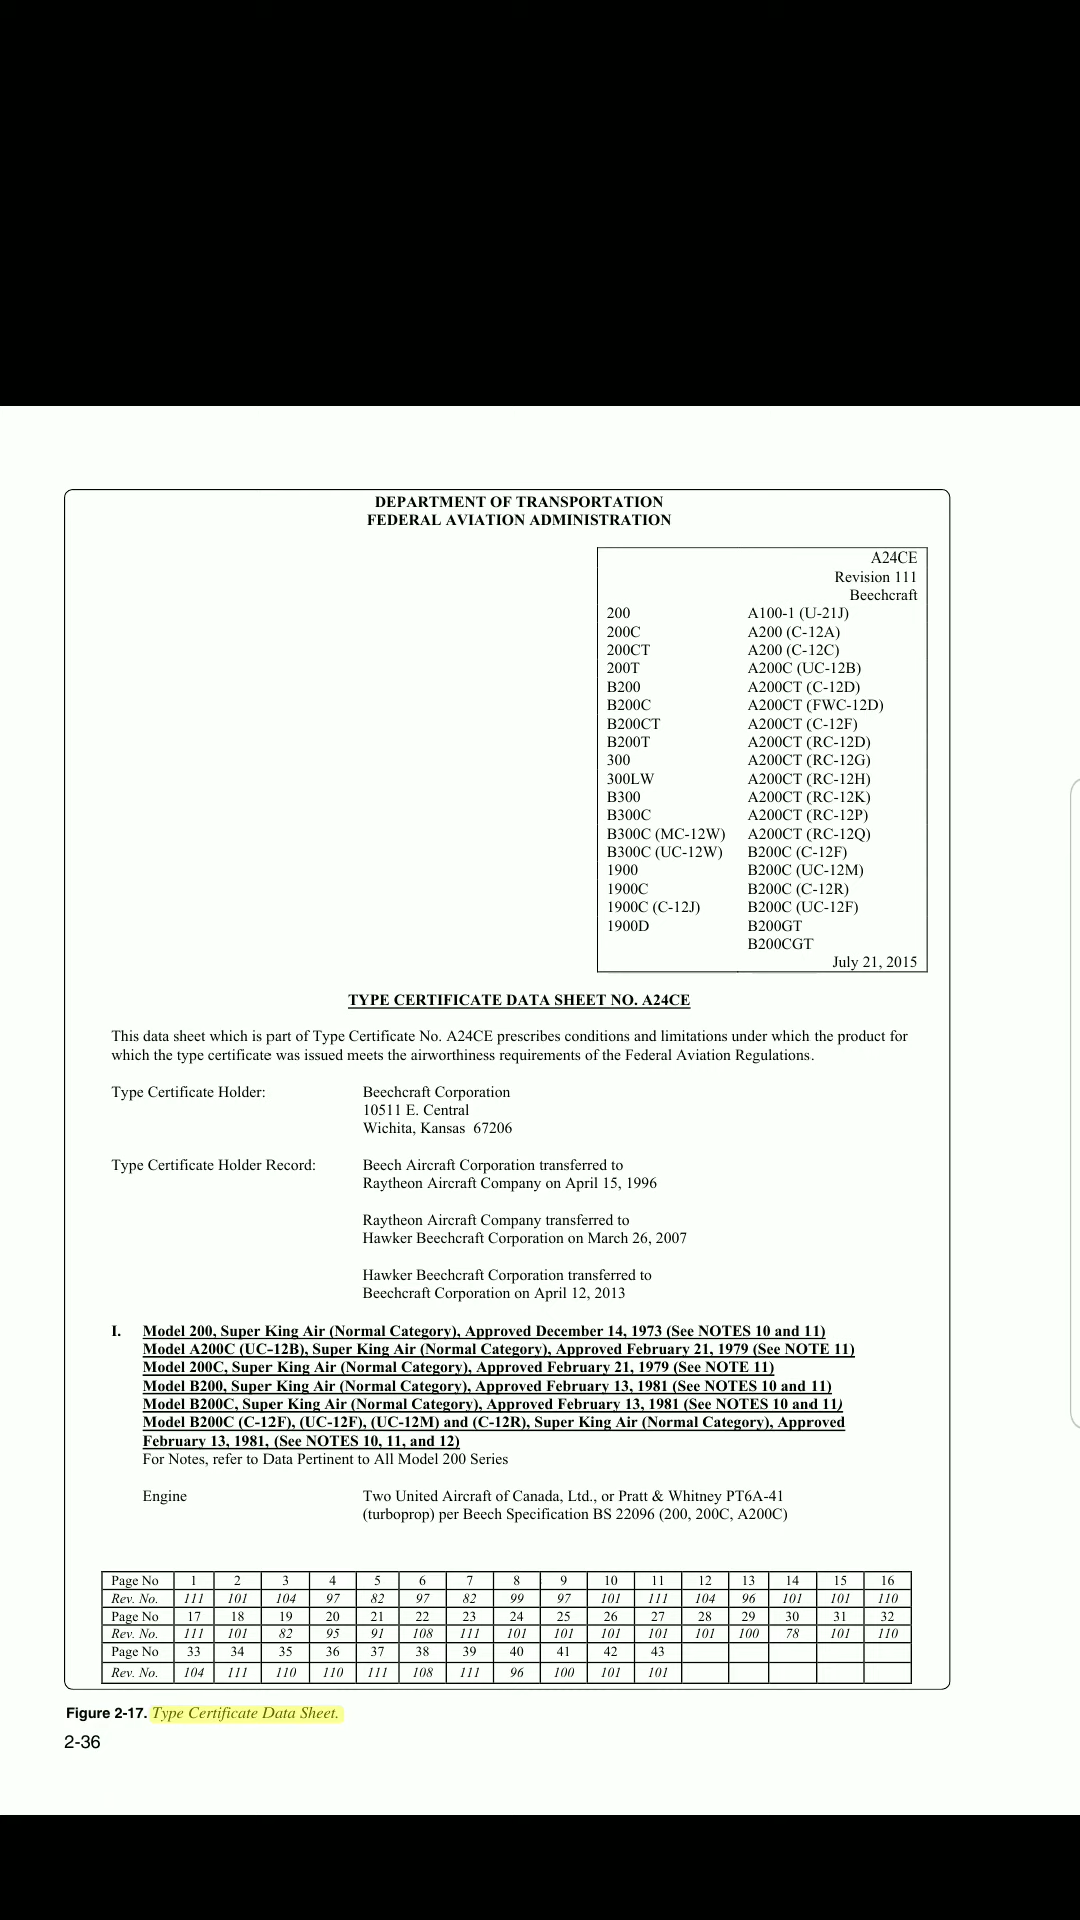 DEPARTMENT OF TRANSPORTATION
FEDERAL AVIATION ADMINISTRATION
A24CE
Revision 111
Beechcraft
200 A100-1 (U-21J)
200C A200 (C-12A)
200CT A200 (C-12C)
200T A200C (UC-12B)
B200 A200CT (C-12D)
B200C A200CT (FWC-12D)
B200CT A200CT (C-12F)
B200T A200CT (RC-12D)
300 A200CT (RC-12G)
300LW A200CT (RC-12H)
B300 A200CT (RC-12K)
B300C A200CT (RC-12P)
B300C (MC-12W) A200CT (RC-12Q)
B300C (UC-12W) B200C (C-12F)
1900 B200C (UC-12M)
1900C B200C (C-12R)
1900C (C-12J) B200C (UC-12F)
1900D B200GT
B200CGT
July 21, 2015
TYPE CERTIFICATE DATA SHEET NO. A24CE
This data sheet which is part of Type Certificate No. A24CE prescribes conditions and limitations under which the product for
which the type certificate was issued meets the airworthiness requirements of the Federal Aviation Regulations.
Type Certificate Holder: Beechcraft Corporation
10511 E. Central
Wichita, Kansas 67206
Type Certificate Holder Record: Beech Aircraft Corporation transferred to
Raytheon Aircraft Company on April 15, 1996
Raytheon Aircraft Company transferred to
Hawker Beechcraft Corporation on March 26, 2007
Hawker Beechcraft Corporation transferred to
Beechcraft Corporation on April 12, 2013
I. Model 200, Super King Air (Normal Category), Approved December 14, 1973 (See NOTES 10 and 11)
Model A200C (UC-12B), Super King Air (Normal Category), Approved February 21, 1979 (See NOTE 11)
Model 200C, Super King Air (Normal Category), Approved February 21, 1979 (See NOTE 11)
Model B200, Super King Air (Normal Category), Approved February 13, 1981 (See NOTES 10 and 11)
Model B200C, Super King Air (Normal Category), Approved February 13, 1981 (See NOTES 10 and 11)
Model B200C (C-12F), (UC-12F), (UC-12M) and (C-12R), Super King Air (Normal Category), Approved
February 13, 1981, (See NOTES 10, 11, and 12)
For Notes, refer to Data Pertinent to All Model 200 Series
Engine Two United Aircraft of Canada, Ltd., or Pratt & Whitney PT6A-41
(turboprop) per Beech Specification BS 22096 (200, 200C, A200C)
Page No 1 2 3 4 5 6 7 8 9 10 11 12 13 14 15 16
Rev. No. 111 101 104 97 82 97 82 99 97 101 111 104 96 101 101 110
Page No 17 18 19 20 21 22 23 24 25 26 27 28 29 30 31 32
Rev. No. 111 101 82 95 91 108 111 101 101 101 101 101 100 78 101 110
Page No 33 34 35 36 37 38 39 40 41 42 43
Rev. No. 104 111 110 110 111 108 111 96 100 101 101
Figure 2-17. Type Certificate Data Sheet.
2-36